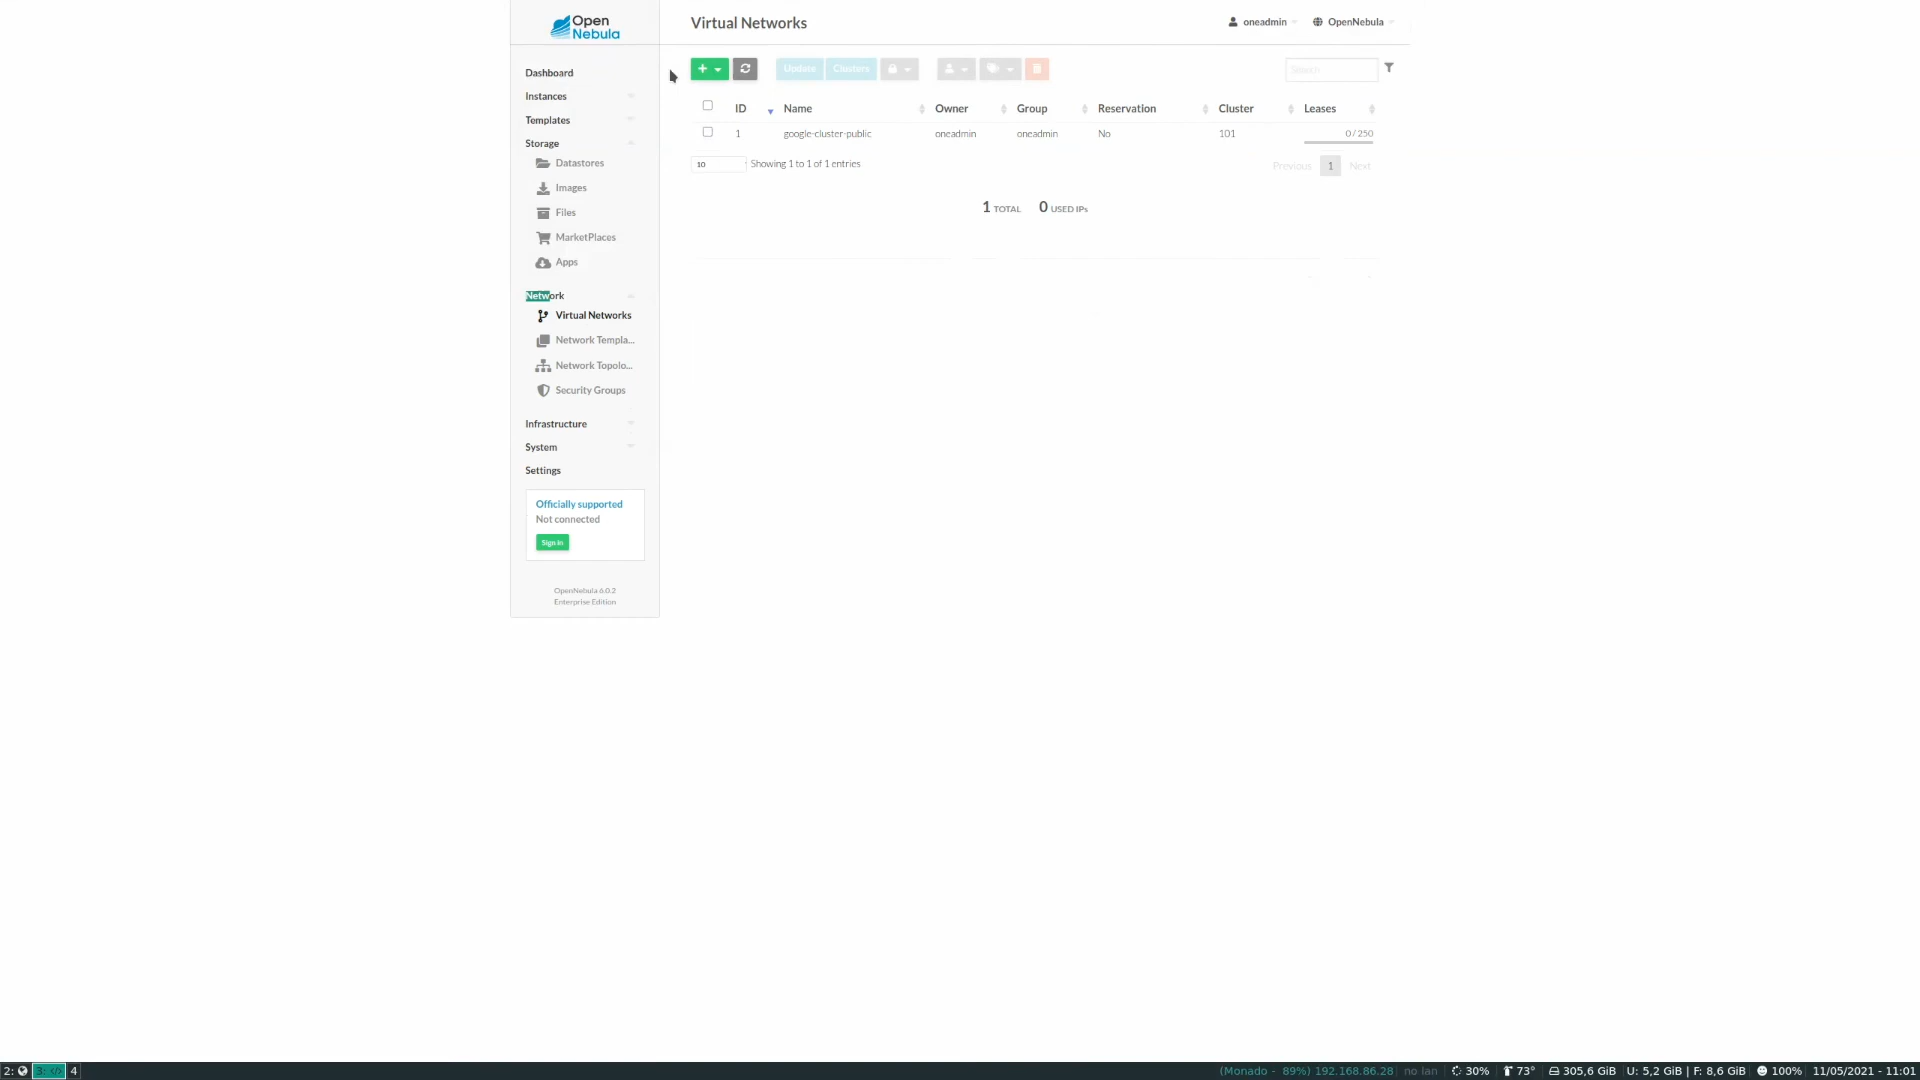 Open
Nebula
Virtual Networks
oneadmin
OpenNebula
Dashboard
Instances
Templates
Storage
Datastores
Images
Files
MarketPlaces
Apps
Network
Virtual Networks
Network Templa...
Network Topolo...
Security Groups
Infrastructure
System
Settings
Officially supported
Not connected
Sign in
OpenNebula 6.0.2
Enterprise Edition
Update Clusters
Search
ID Name Owner Group Reservation Cluster Leases
1 google-cluster-public oneadmin oneadmin No 101 0 / 250
10 Showing 1 to 1 of 1 entries
Previous 1 Next
1 TOTAL 0 USED IPs
2: 3: </> 4
(Monado - 89%) 192.168.86.28 no lan 30% 73° 305,6 GiB U: 5,2 GiB | F: 8,6 GiB 100% 11/05/2021 - 11:01